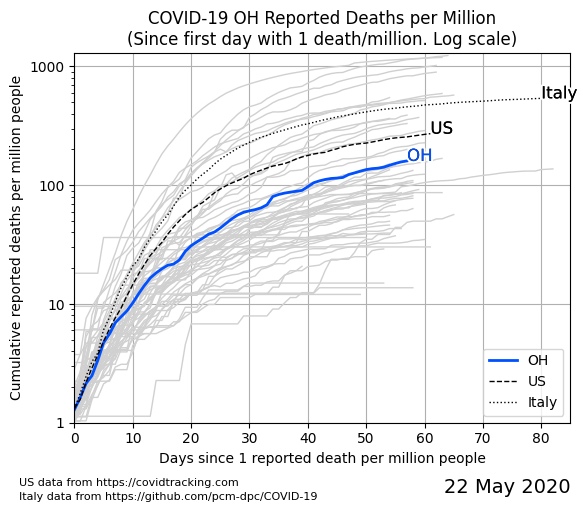 COVID-19 OH Reported Deaths per Million
(Since first day with 1 death/million. Log scale)
Cumulative reported deaths per million people
1000
100
10
1
Italy
US
OH
OH
US
Italy
0 10 20 30 40 50 60 70 80
Days since 1 reported death per million people
US data from https://covidtracking.com
Italy data from https://github.com/pcm-dpc/COVID-19
22 May 2020